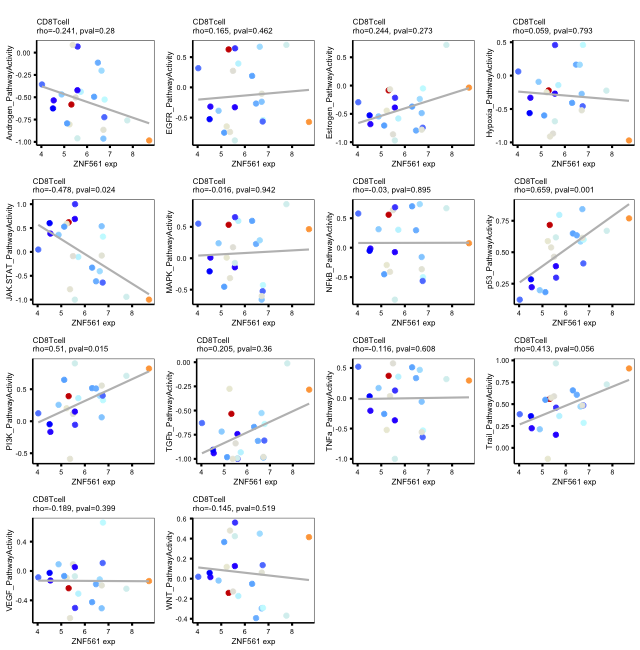 CD8Tcell
rho=-0.241, pval=0.28
Androgen_PathwayActivity
0.00
-0.25
-0.50
-0.75
-1.00
4 5 6 7 8
ZNF561 exp
CD8Tcell
rho=0.165, pval=0.462
EGFR_PathwayActivity
0.5
0.0
-0.5
4 5 6 7 8
ZNF561 exp
CD8Tcell
rho=0.244, pval=0.273
Estrogen_PathwayActivity
0.5
0.0
-0.5
-1.0
4 5 6 7 8
ZNF561 exp
CD8Tcell
rho=0.059, pval=0.793
Hypoxia_PathwayActivity
0.5
0.0
-0.5
-1.0
4 5 6 7 8
ZNF561 exp
CD8Tcell
rho=-0.478, pval=0.024
JAK-STAT_PathwayActivity
1.0
0.5
0.0
-0.5
-1.0
4 5 6 7 8
ZNF561 exp
CD8Tcell
rho=-0.016, pval=0.942
MAPK_PathwayActivity
0.5
0.0
-0.5
4 5 6 7 8
ZNF561 exp
CD8Tcell
rho=-0.03, pval=0.895
NFkB_PathwayActivity
0.5
0.0
-0.5
4 5 6 7 8
ZNF561 exp
CD8Tcell
rho=0.659, pval=0.001
p53_PathwayActivity
0.75
0.50
0.25
4 5 6 7 8
ZNF561 exp
CD8Tcell
rho=0.51, pval=0.015
PI3K_PathwayActivity
0.5
0.0
-0.5
4 5 6 7 8
ZNF561 exp
CD8Tcell
rho=0.205, pval=0.36
TGFb_PathwayActivity
0.00
-0.25
-0.50
-0.75
-1.00
4 5 6 7 8
ZNF561 exp
CD8Tcell
rho=-0.116, pval=0.608
TNFa_PathwayActivity
0.5
0.0
-0.5
-1.0
4 5 6 7 8
ZNF561 exp
CD8Tcell
rho=0.413, pval=0.056
Trail_PathwayActivity
1.00
0.75
0.50
0.25
0.00
4 5 6 7 8
ZNF561 exp
CD8Tcell
rho=-0.189, pval=0.399
VEGF_PathwayActivity
0.4
0.0
-0.4
4 5 6 7 8
ZNF561 exp
CD8Tcell
rho=-0.145, pval=0.519
WNT_PathwayActivity
0.6
0.4
0.2
0.0
-0.2
-0.4
4 5 6 7 8
ZNF561 exp